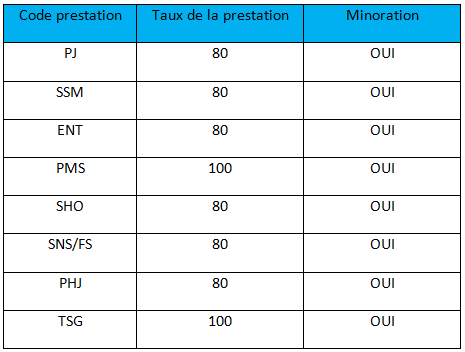 Code prestation Taux de la prestation Minoration
PJ 80 OUI
SSM 80 OUI
ENT 80 OUI
PMS 100 OUI
SHO 80 OUI
SNS/FS 80 OUI
PHJ 80 OUI
TSG 100 OUI